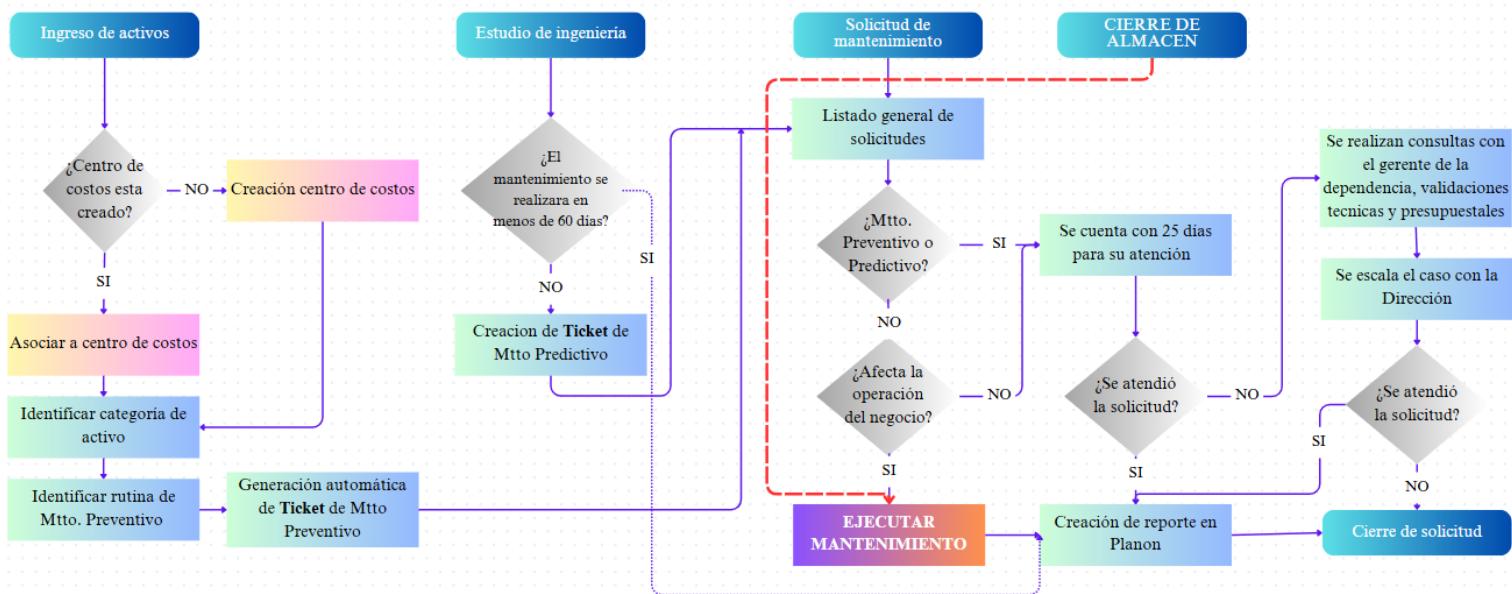 Ingreso de activos
¿Centro de
costos esta
creado?
NO
Creación centro de costos
SI
Asociar a centro de costos
Identificar categoría de
activo
Identificar rutina de
Mtto. Preventivo
Generación automática
de Ticket de Mtto
Preventivo
Estudio de ingeniería
¿El
mantenimiento se
realizara en
menos de 60 dias?
SI
NO
Creacion de Ticket de
Mtto Predictivo
Solicitud de
mantenimiento
Listado general de
solicitudes
¿Mtto.
Preventivo o
Predictivo?
SI
NO
¿Afecta la
operación
del negocio?
NO
SI
EJECUTAR
MANTENIMIENTO
CIERRE DE
ALMACEN
Se cuenta con 25 días
para su atención
¿Se atendió
la solicitud?
NO
SI
Creación de reporte en
Planon
Se realizan consultas con
el gerente de la
dependencia, validaciones
tecnicas y presupuestales
Se escala el caso con la
Dirección
¿Se atendió
la solicitud?
SI
NO
Cierre de solicitud